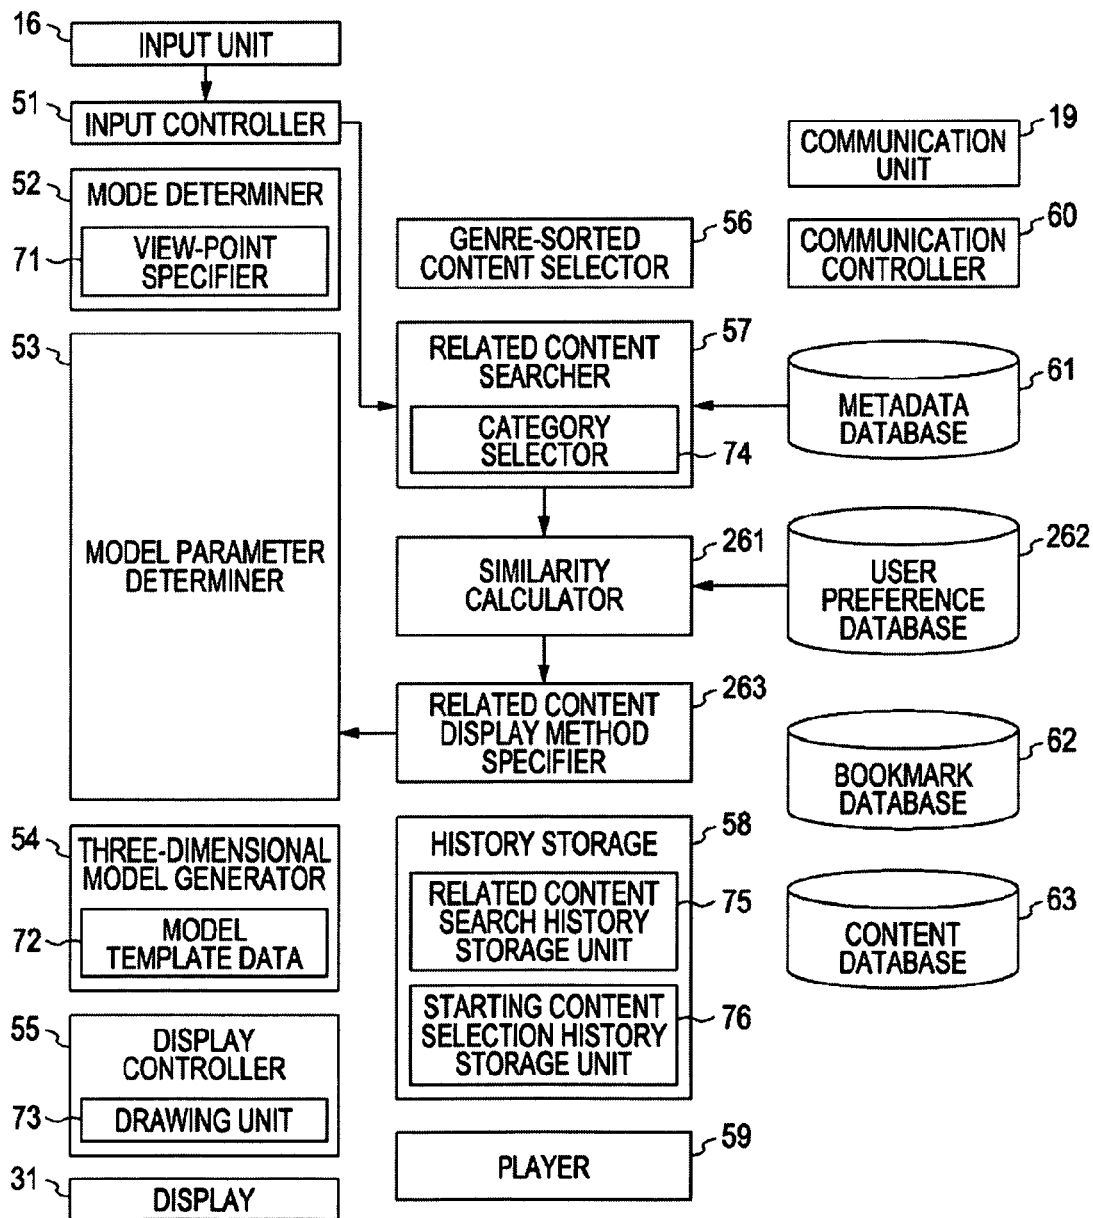 16
INPUT UNIT
51
INPUT CONTROLLER
52
MODE DETERMINER
71
VIEW-POINT
SPECIFIER
53
MODEL PARAMETER
DETERMINER
54
THREE-DIMENSIONAL
MODEL GENERATOR
72
MODEL
TEMPLATE DATA
55
DISPLAY
CONTROLLER
73
DRAWING UNIT
31
DISPLAY
56
GENRE-SORTED
CONTENT SELECTOR
57
RELATED CONTENT
SEARCHER
CATEGORY
SELECTOR
74
261
SIMILARITY
CALCULATOR
263
RELATED CONTENT
DISPLAY METHOD
SPECIFIER
58
HISTORY STORAGE
RELATED CONTENT
SEARCH HISTORY
STORAGE UNIT
75
STARTING CONTENT
SELECTION HISTORY
STORAGE UNIT
76
59
PLAYER
19
COMMUNICATION
UNIT
60
COMMUNICATION
CONTROLLER
61
METADATA
DATABASE
262
USER
PREFERENCE
DATABASE
62
BOOKMARK
DATABASE
63
CONTENT
DATABASE